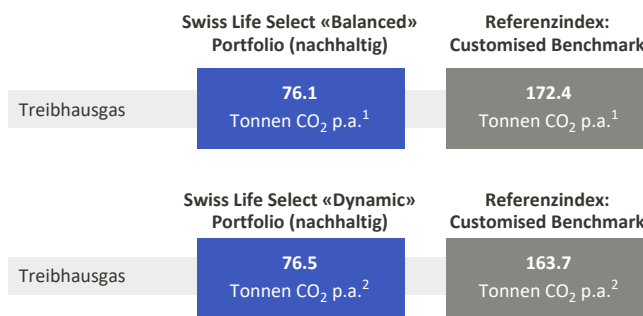 Swiss Life Select «Balanced»
Portfolio (nachhaltig)
Referenzindex:
Customised Benchmark
Treibhausgas
76.1
Tonnen CO₂ p.a.¹
172.4
Tonnen CO₂ p.a.¹
Swiss Life Select «Dynamic»
Portfolio (nachhaltig)
Referenzindex:
Customised Benchmark
Treibhausgas
76.5
Tonnen CO₂ p.a.²
163.7
Tonnen CO₂ p.a.²